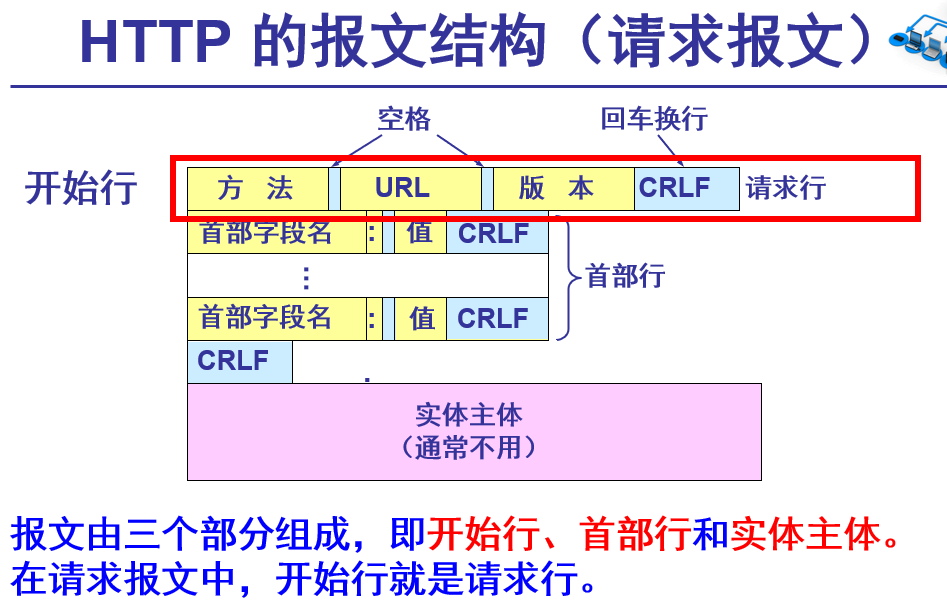 HTTP 的报文结构（请求报文）
空格
回车换行
开始行
方 法
URL
版 本
CRLF
请求行
首部字段名
:
值
CRLF
⋮
首部行
首部字段名
:
值
CRLF
CRLF
.
实体主体
（通常不用）
报文由三个部分组成，即开始行、首部行和实体主体。
在请求报文中，开始行就是请求行。